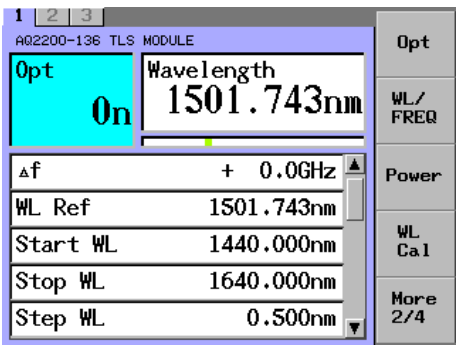 1 2 3
AQ2200-136 TLS MODULE
Opt
On
Wavelength
1501.743nm
Δf + 0.0GHz
WL Ref 1501.743nm
Start WL 1440.000nm
Stop WL 1640.000nm
Step WL 0.500nm
Opt
WL/
FREQ
Power
WL
Cal
More
2/4